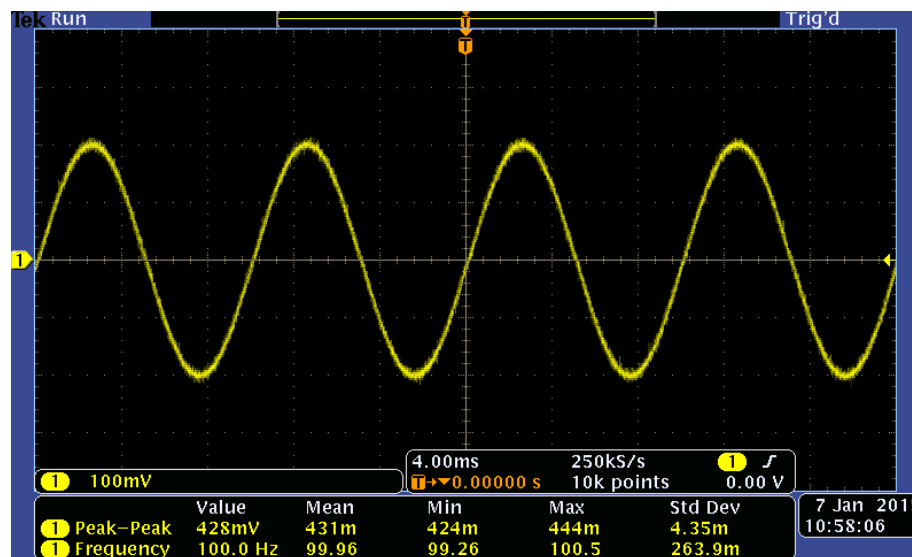 Tek Run Trig'd
T
T
1
1 100mV
4.00ms 250kS/s 1
T→▼0.00000 s 10k points 0.00 V
Value Mean Min Max Std Dev
1 Peak-Peak 428mV 431m 424m 444m 4.35m
1 Frequency 100.0 Hz 99.96 99.26 100.5 263.9m
7 Jan 201
10:58:06